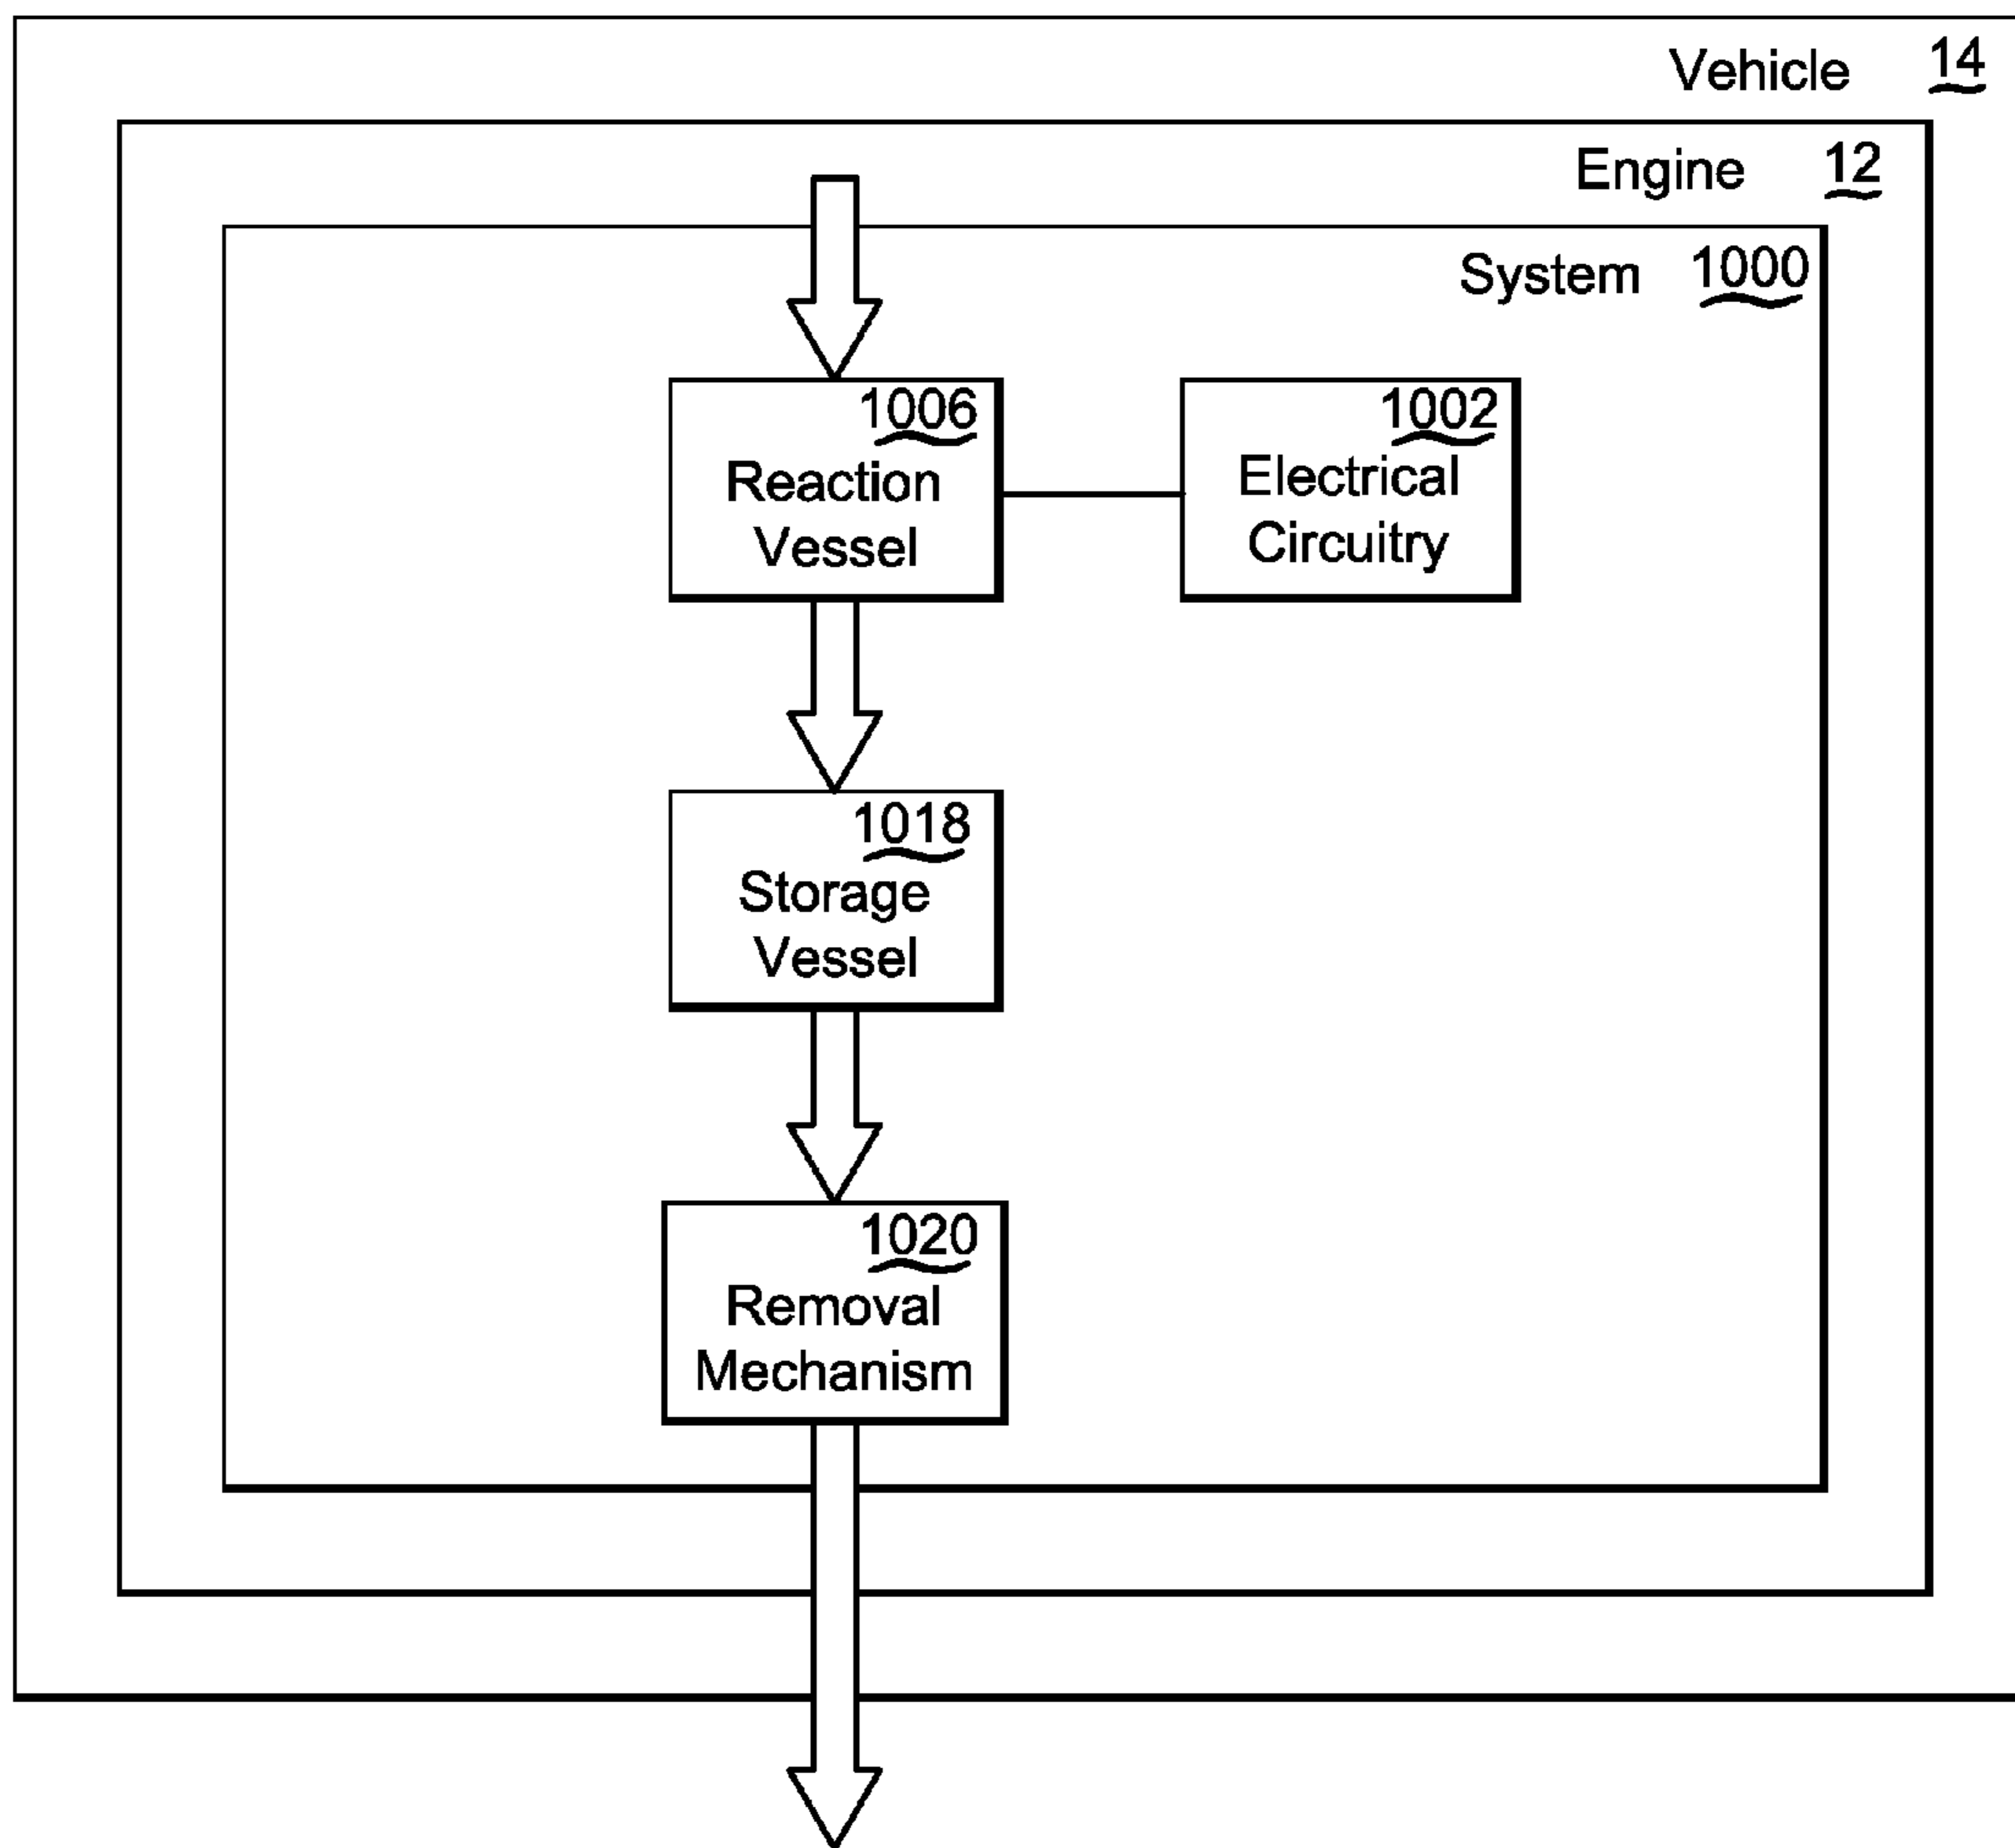 Vehicle 14
Engine 12
System 1000
1006
Reaction
Vessel
1002
Electrical
Circuitry
1018
Storage
Vessel
1020
Removal
Mechanism